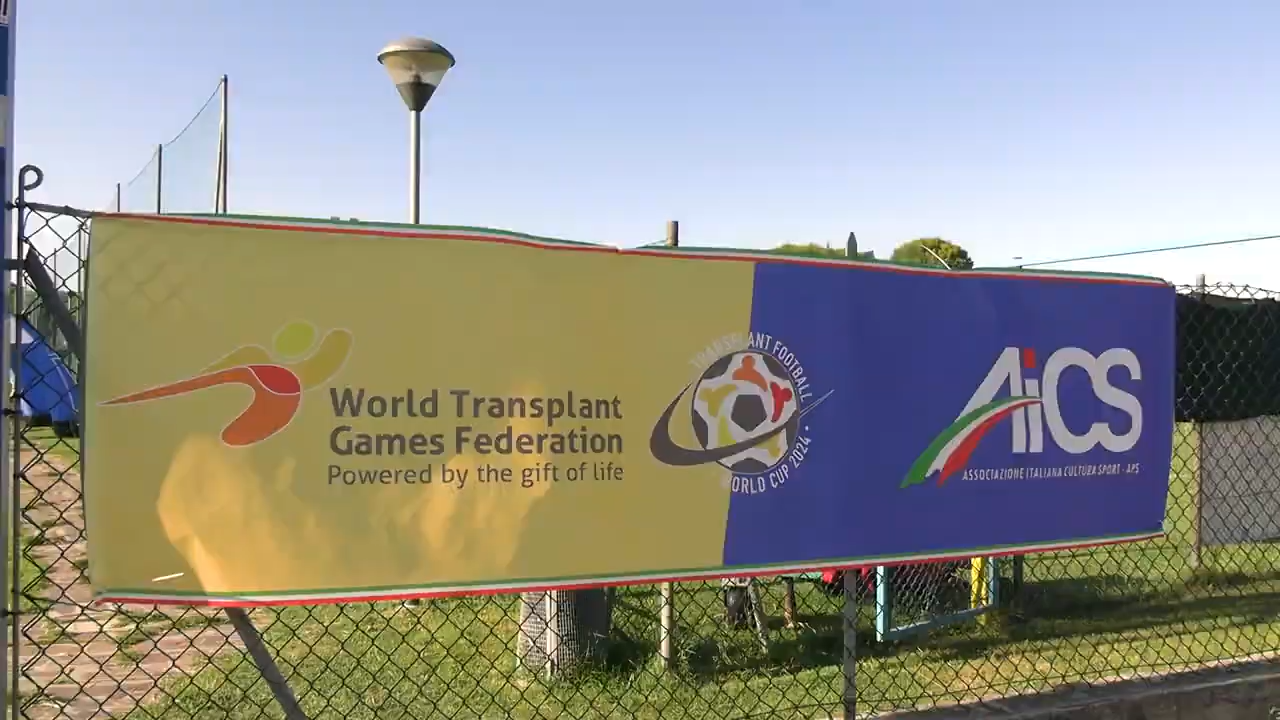 World Transplant
Games Federation
Powered by the gift of life
TRANSPLANT FOOTBALL
WORLD CUP 2024
AiCS
ASSOCIAZIONE ITALIANA CULTURA SPORT - APS